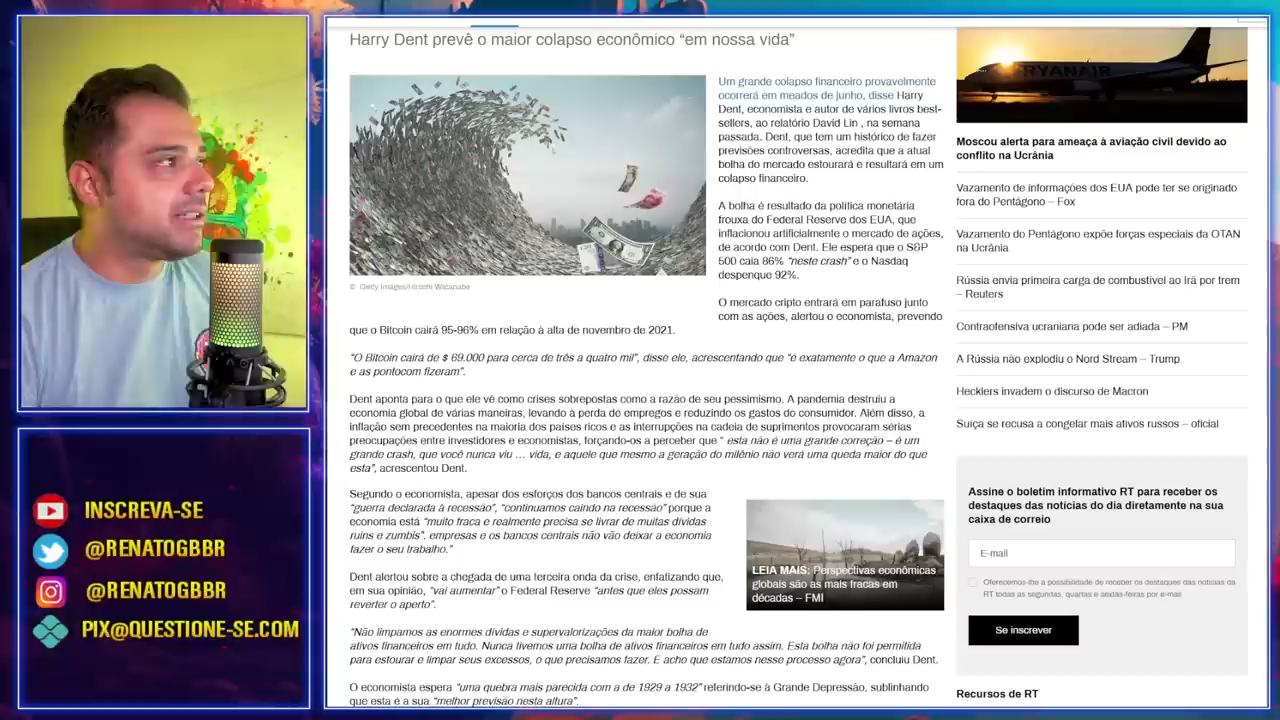 Harry Dent prevê o maior colapso econômico “em nossa vida”
© Getty Images/Hiroshi Watanabe
Um grande colapso financeiro provavelmente
ocorrerá em meados de junho, disse Harry
Dent, economista e autor de vários livros best-
sellers, ao relatório David Lin , na semana
passada. Dent, que tem um histórico de fazer
previsões controversas, acredita que a atual
bolha do mercado estourará e resultará em um
colapso financeiro.
A bolha é resultado da política monetária
frouxa do Federal Reserve dos EUA, que
inflacionou artificialmente o mercado de ações,
de acordo com Dent. Ele espera que o S&P
500 caia 86% “neste crash” e o Nasdaq
despenque 92%.
O mercado cripto entrará em parafuso junto
com as ações, alertou o economista, prevendo
que o Bitcoin cairá 95-96% em relação à alta de novembro de 2021.
“O Bitcoin cairá de $ 69.000 para cerca de três a quatro mil”, disse ele, acrescentando que “é exatamente o que a Amazon
e as pontocom fizeram”.
Dent aponta para o que ele vê como crises sobrepostas como a razão de seu pessimismo. A pandemia destruiu a
economia global de várias maneiras, levando à perda de empregos e reduzindo os gastos do consumidor. Além disso, a
inflação sem precedentes na maioria dos países ricos e as interrupções na cadeia de suprimentos provocaram sérias
preocupações entre investidores e economistas, forçando-os a perceber que “ esta não é uma grande correção – é um
grande crash, que você nunca viu … vida, e aquele que mesmo a geração do milênio não verá uma queda maior do que
esta”, acrescentou Dent.
Segundo o economista, apesar dos esforços dos bancos centrais e de sua
“guerra declarada à recessão”, “continuamos caindo na recessão” porque a
economia está “muito fraca e realmente precisa se livrar de muitas dívidas
ruins e zumbis”. empresas e os bancos centrais não vão deixar a economia
fazer o seu trabalho.”
Dent alertou sobre a chegada de uma terceira onda da crise, enfatizando que,
em sua opinião, “vai aumentar” o Federal Reserve “antes que eles possam
reverter o aperto”.
LEIA MAIS: Perspectivas econômicas
globais são as mais fracas em
décadas – FMI
“Não limpamos as enormes dívidas e supervalorizações da maior bolha de
ativos financeiros em tudo. Nunca tivemos uma bolha de ativos financeiros em tudo assim. Esta bolha não foi permitida
para estourar e limpar seus excessos, o que precisamos fazer. E acho que estamos nesse processo agora”, concluiu Dent.
O economista espera “uma quebra mais parecida com a de 1929 a 1932” referindo-se à Grande Depressão, sublinhando
que esta é a sua “melhor previsão nesta altura”.
RYANAIR
Moscou alerta para ameaça à aviação civil devido ao
conflito na Ucrânia
Vazamento de informações dos EUA pode ter se originado
fora do Pentágono – Fox
Vazamento do Pentágono expõe forças especiais da OTAN
na Ucrânia
Rússia envia primeira carga de combustível ao Irã por trem
– Reuters
Contraofensiva ucraniana pode ser adiada – PM
A Rússia não explodiu o Nord Stream – Trump
Hecklers invadem o discurso de Macron
Suíça se recusa a congelar mais ativos russos – oficial
Assine o boletim informativo RT para receber os
destaques das notícias do dia diretamente na sua
caixa de correio
E-mail
Oferecemos-lhe a possibilidade de receber os destaques das notícias da
RT todas as segundas, quartas e sextas-feiras por e-mail
Se inscrever
Recursos de RT
INSCREVA-SE
@RENATOGBBR
@RENATOGBBR
PIX@QUESTIONE-SE.COM